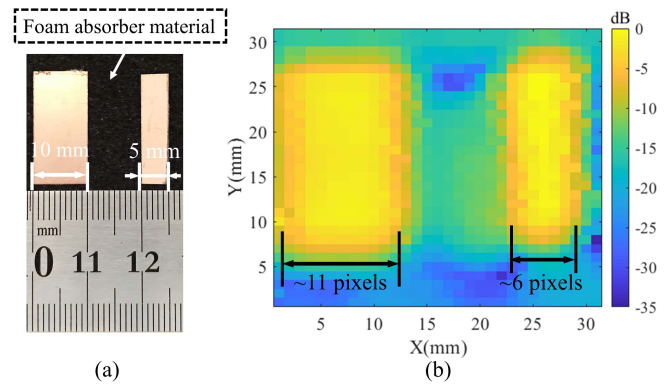 Foam absorber material
10 mm
5 mm
mm
0 11 12
(a)
dB
0
-5
-10
-15
-20
-25
-30
-35
30
25
20
15
10
5
Y(mm)
~11 pixels
~6 pixels
5 10 15 20 25 30
X(mm)
(b)